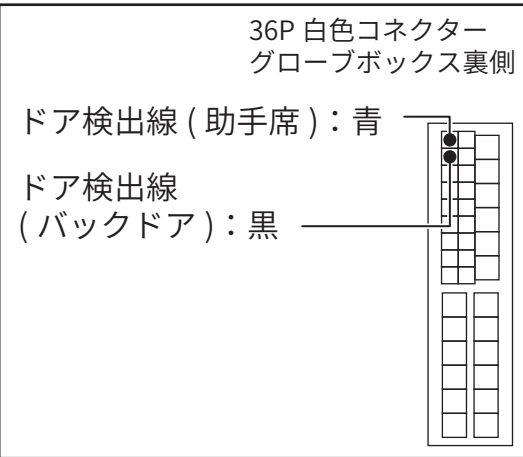 36P 白色コネクター
グローブボックス裏側
ドア検出線 ( 助手席 )：青
ドア検出線
( バックドア )：黒